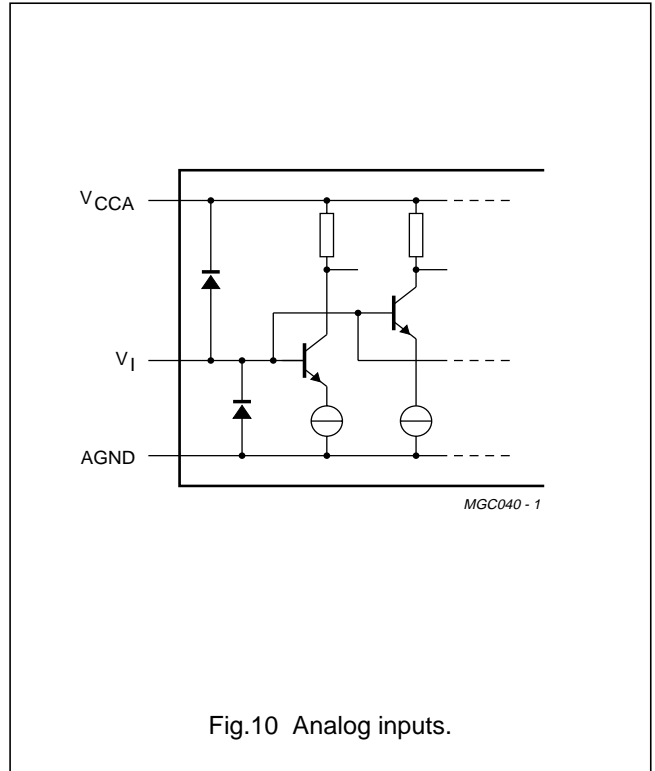 VCCA
VI
AGND
MGC040 - 1
Fig.10 Analog inputs.